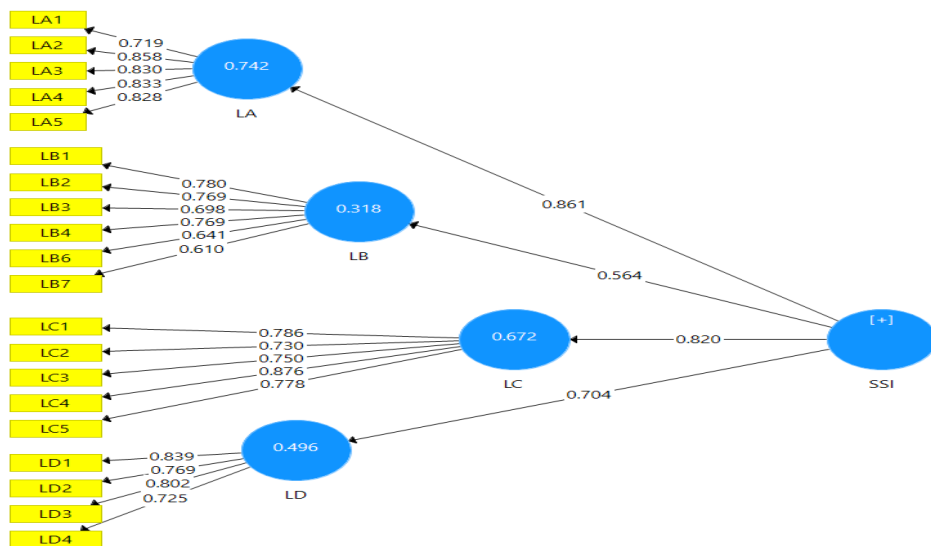 LA1
LA2
LA3
LA4
LA5
0.719
0.858
0.830
0.833
0.828
0.742
LA
LB1
LB2
LB3
LB4
LB6
LB7
0.780
0.769
0.698
0.769
0.641
0.610
0.318
LB
0.861
0.564
LC1
LC2
LC3
LC4
LC5
0.786
0.730
0.750
0.876
0.778
0.672
LC
0.820
[+]
SSI
0.704
LD1
LD2
LD3
LD4
0.839
0.769
0.802
0.725
0.496
LD